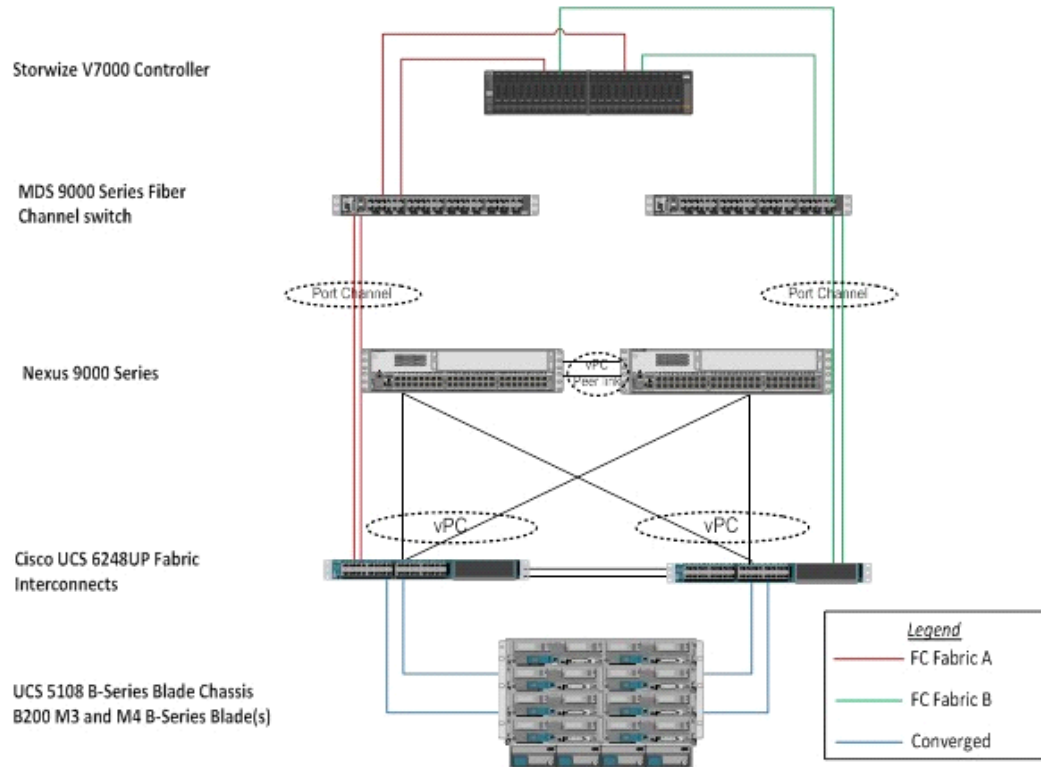 Storwize V7000 Controller
MDS 9000 Series Fiber
Channel switch
Port Channel
Port Channel
Nexus 9000 Series
vPC
Peer link
vPC
vPC
Cisco UCS 6248UP Fabric
Interconnects
UCS 5108 B-Series Blade Chassis
B200 M3 and M4 B-Series Blade(s)
Legend
FC Fabric A
FC Fabric B
Converged